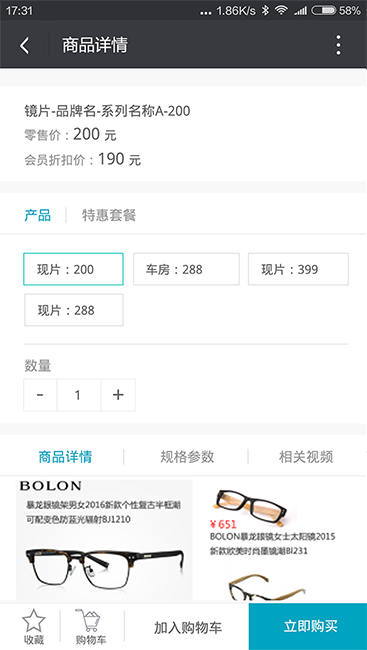 17:31
... 1.86K/s 58%
商品详情
镜片-品牌名-系列名称A-200
零售价：200 元
会员折扣价：190 元
产品
特惠套餐
现片：200
车房：288
现片：399
现片：288
数量
- 1 +
商品详情
规格参数
相关视频
BOLON
暴龙眼镜架男女2016新款个性复古半框潮
可配变色防蓝光辐射BJ1210
¥651
BOLON暴龙眼镜女士太阳镜2015
新款欧美时尚墨镜潮Bl231
收藏
购物车
加入购物车
立即购买